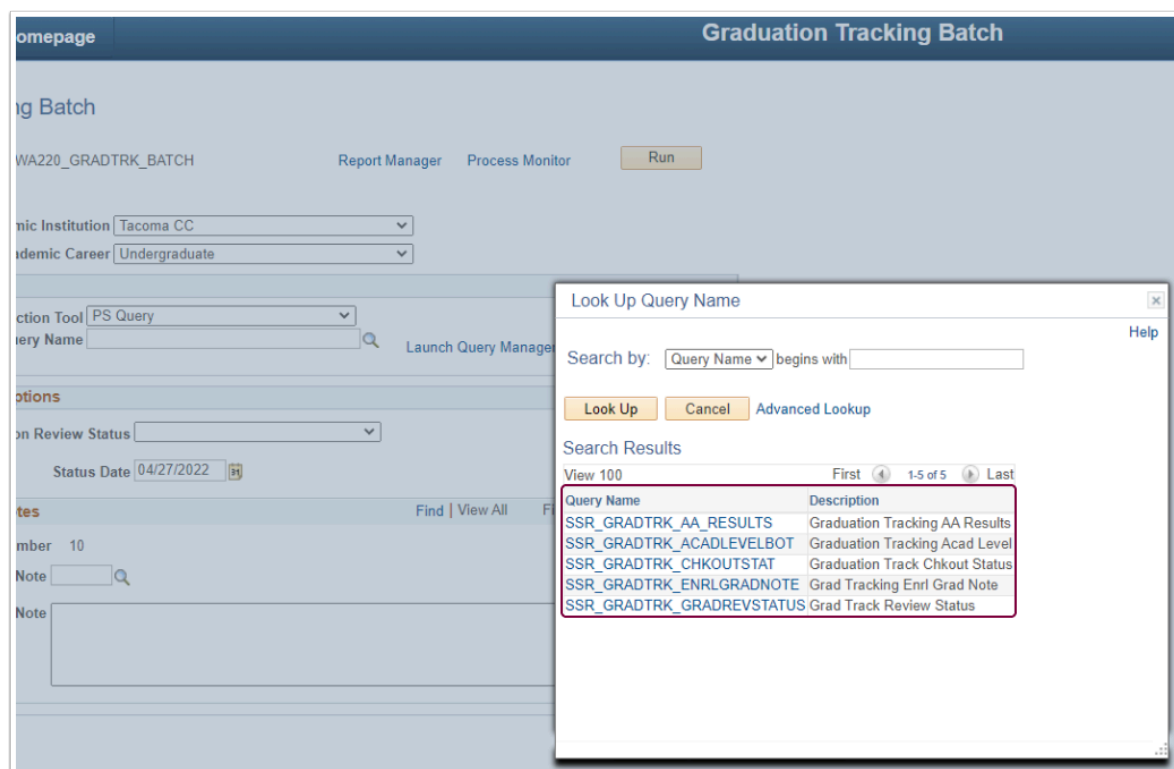 omepage
Graduation Tracking Batch
ng Batch
WA220_GRADTRK_BATCH Report Manager Process Monitor Run
mic Institution Tacoma CC
ademic Career Undergraduate
ction Tool PS Query
ery Name Launch Query Manager
ptions
on Review Status
Status Date 04/27/2022
tes Find | View All Fi
mber 10
Note
Note
Look Up Query Name
Help
Search by: Query Name begins with
Look Up Cancel Advanced Lookup
Search Results
View 100 First 1-5 of 5 Last
Query Name Description
SSR_GRADTRK_AA_RESULTS Graduation Tracking AA Results
SSR_GRADTRK_ACADLEVELBOT Graduation Tracking Acad Level
SSR_GRADTRK_CHKOUTSTAT Graduation Track Chkout Status
SSR_GRADTRK_ENRLGRADNOTE Grad Tracking Enrl Grad Note
SSR_GRADTRK_GRADREVSTATUS Grad Track Review Status